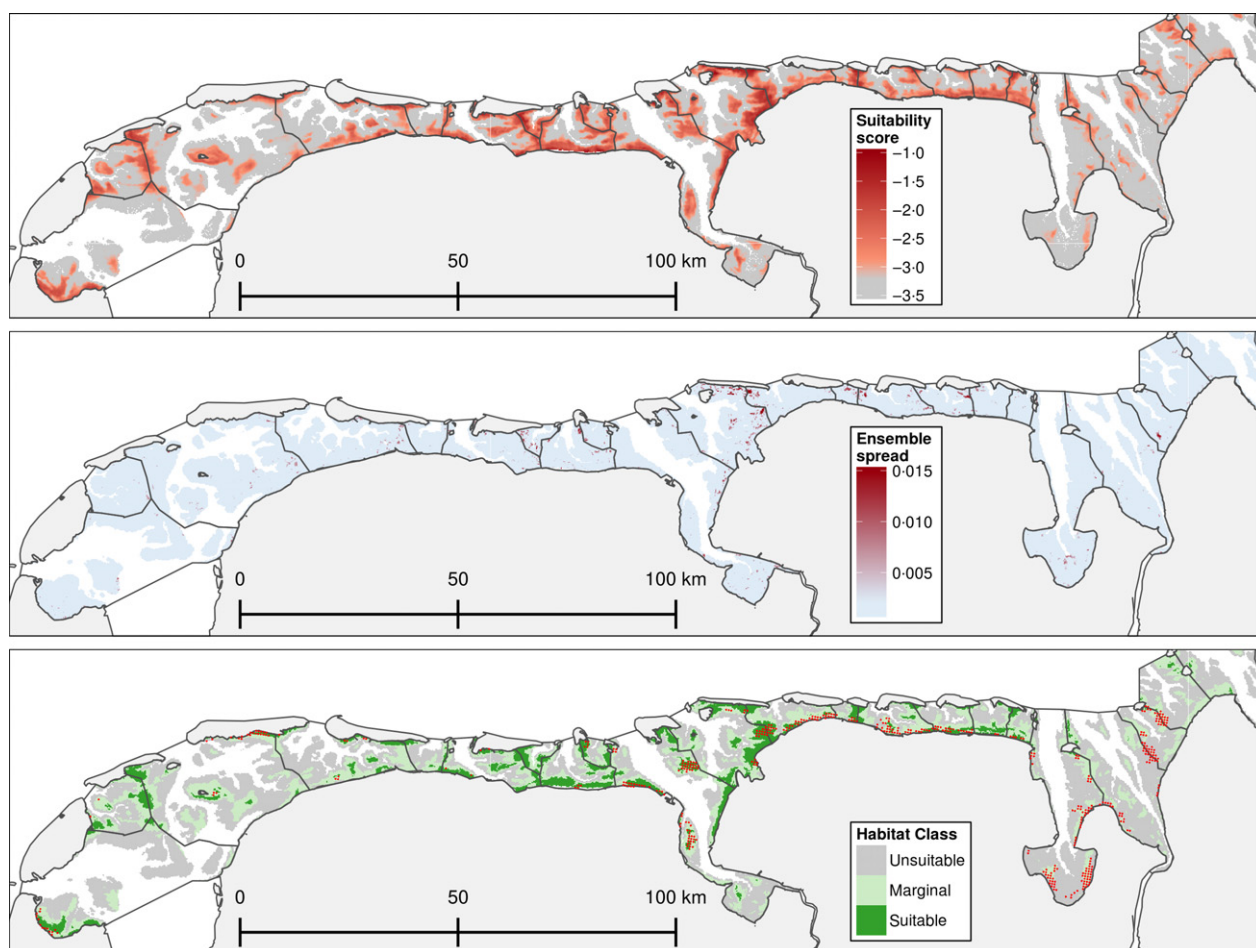 Suitability
score
−1·0
−1·5
−2·0
−2·5
−3·0
−3·5
0 50 100 km
Ensemble
spread
0·015
0·010
0·005
0 50 100 km
Habitat Class
Unsuitable
Marginal
Suitable
0 50 100 km